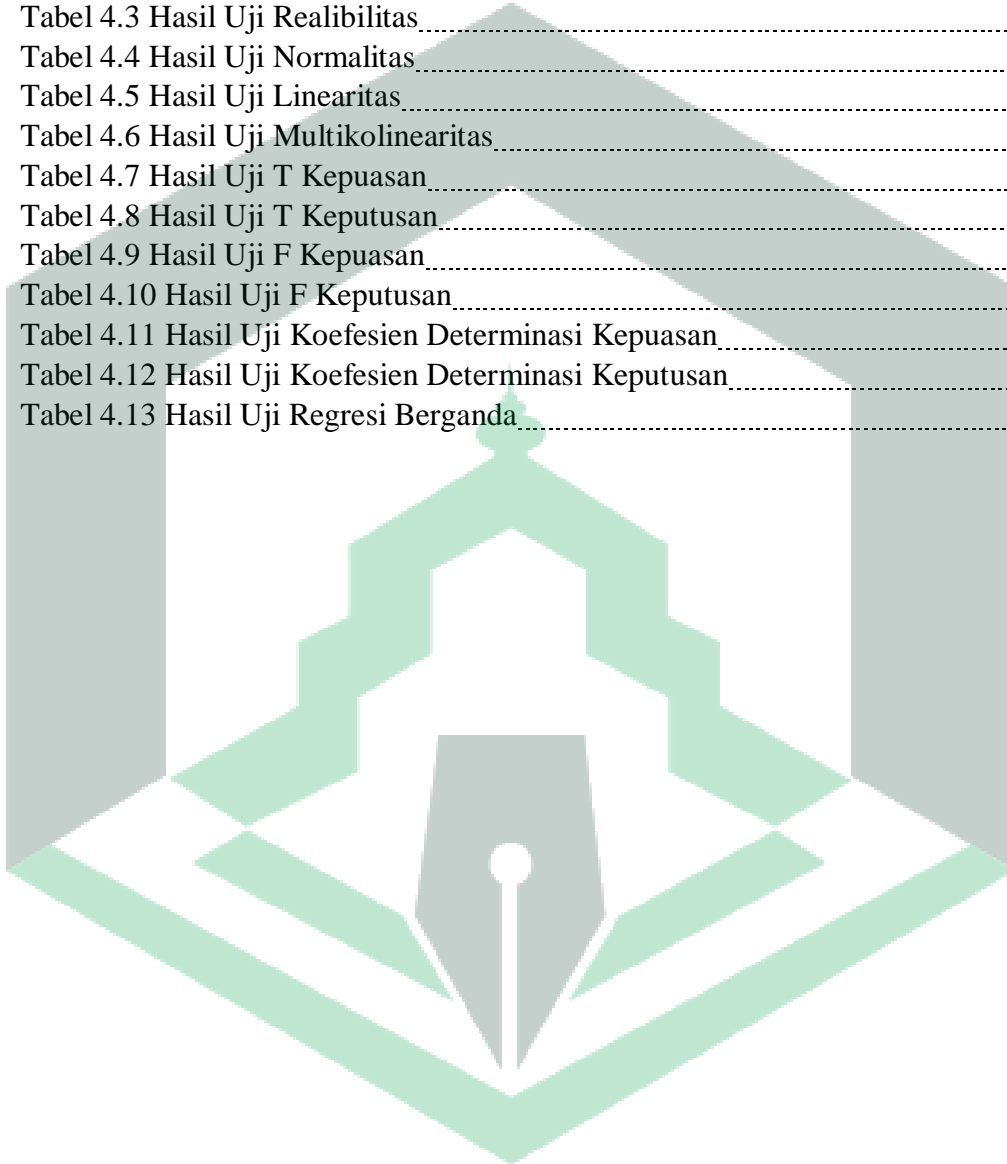 Tabel 4.3 Hasil Uji Realibilitas
Tabel 4.4 Hasil Uji Normalitas
Tabel 4.5 Hasil Uji Linearitas
Tabel 4.6 Hasil Uji Multikolinearitas
Tabel 4.7 Hasil Uji T Kepuasan
Tabel 4.8 Hasil Uji T Keputusan
Tabel 4.9 Hasil Uji F Kepuasan
Tabel 4.10 Hasil Uji F Keputusan
Tabel 4.11 Hasil Uji Koefesien Determinasi Kepuasan
Tabel 4.12 Hasil Uji Koefesien Determinasi Keputusan
Tabel 4.13 Hasil Uji Regresi Berganda